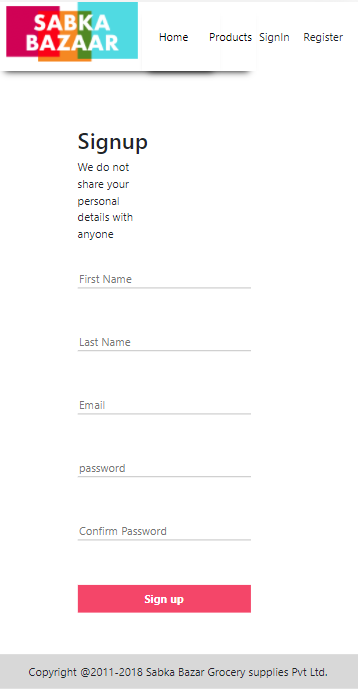 SABKA
BAZAAR
Home Products SignIn Register
Signup
We do not
share your
personal
details with
anyone
First Name
Last Name
Email
password
Confirm Password
Sign up
Copyright @2011-2018 Sabka Bazar Grocery supplies Pvt Ltd.